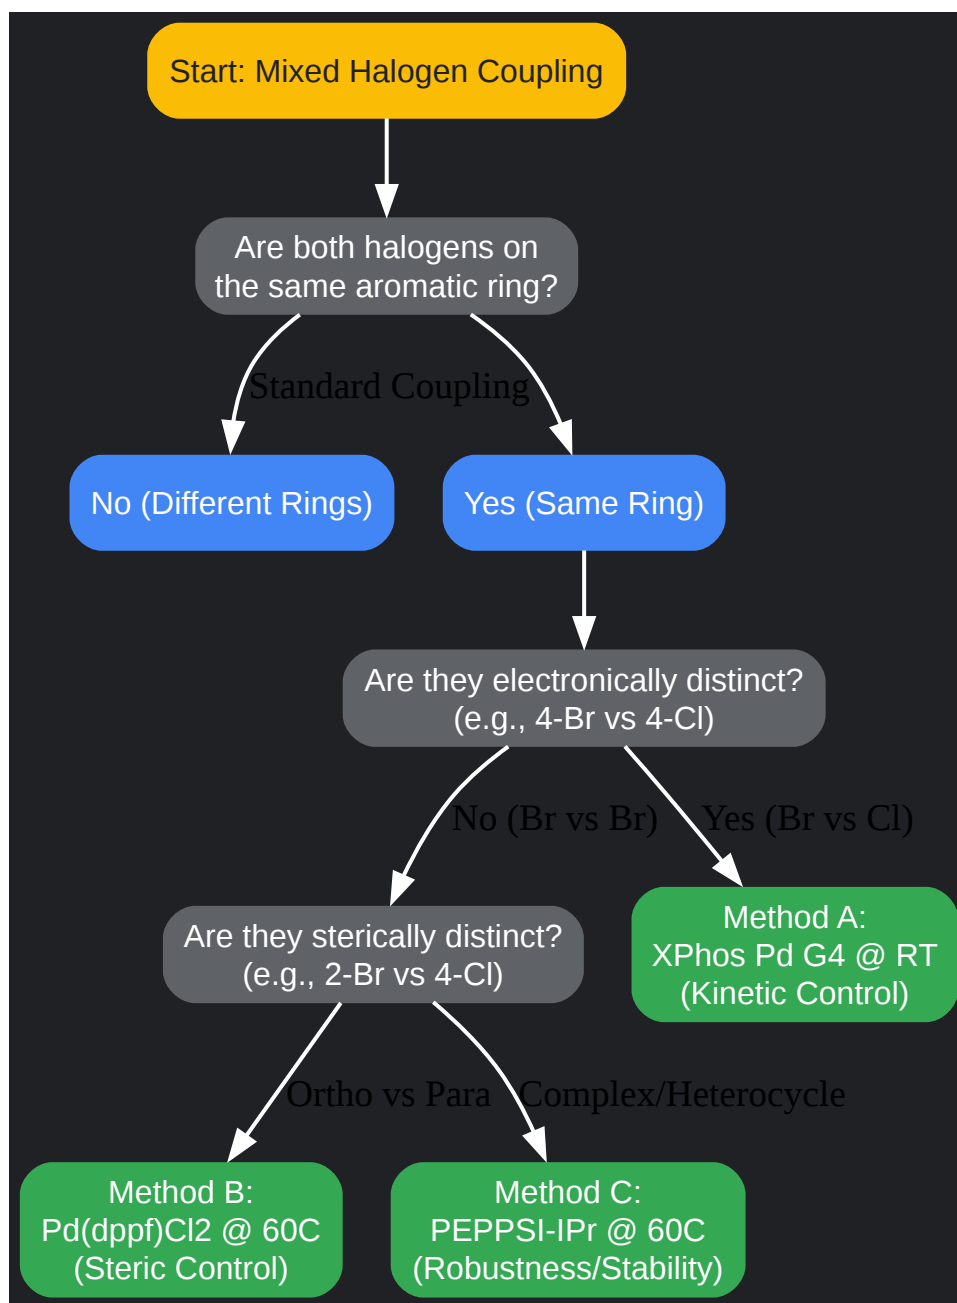 Start: Mixed Halogen Coupling
Are both halogens on
the same aromatic ring?
Standard Coupling
No (Different Rings)
Yes (Same Ring)
Are they electronically distinct?
(e.g., 4-Br vs 4-Cl)
No (Br vs Br)
Yes (Br vs Cl)
Are they sterically distinct?
(e.g., 2-Br vs 4-Cl)
Method A:
XPhos Pd G4 @ RT
(Kinetic Control)
Ortho vs Para
Complex/Heterocycle
Method B:
Pd(dppf)Cl2 @ 60C
(Steric Control)
Method C:
PEPPSI-IPr @ 60C
(Robustness/Stability)